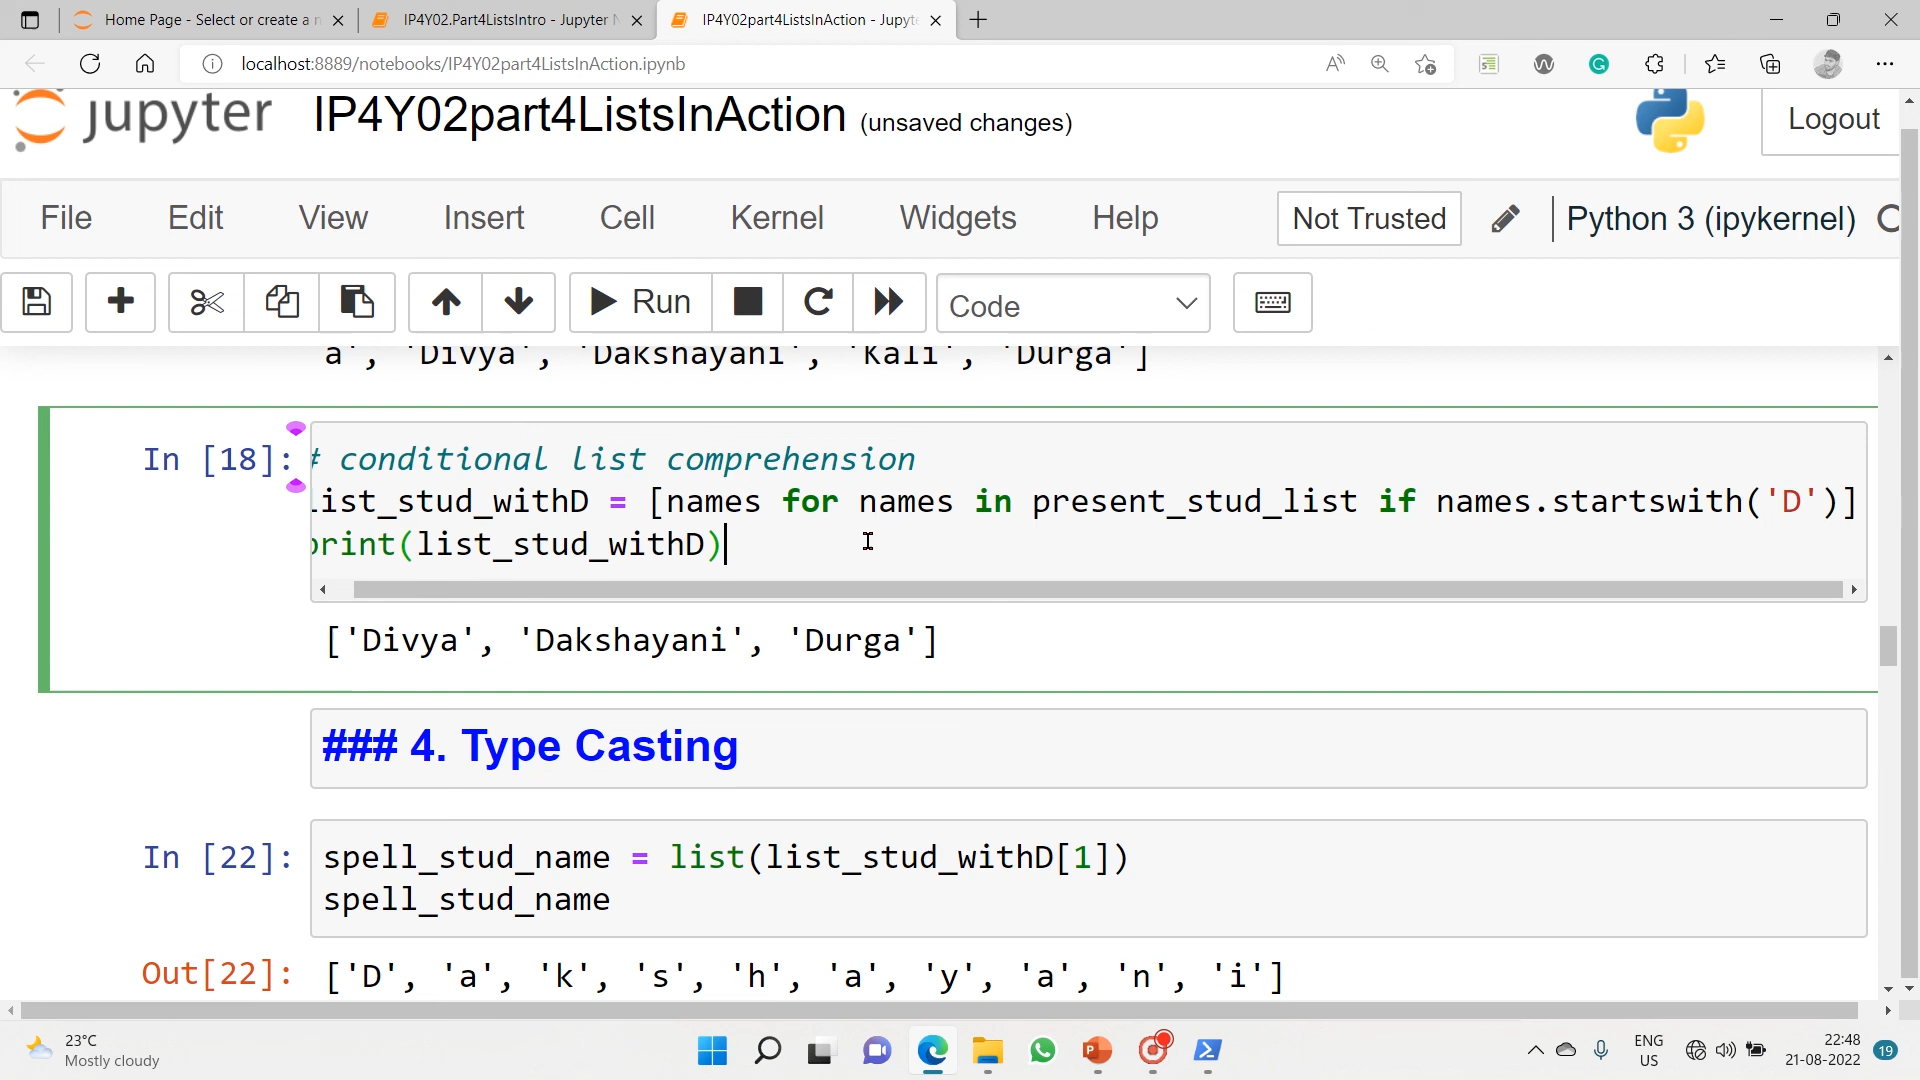 Home Page - Select or create a n
IP4Y02.Part4ListsIntro - Jupyter N
IP4Y02part4ListsInAction - Jupyt
localhost:8889/notebooks/IP4Y02part4ListsInAction.ipynb
jupyter IP4Y02part4ListsInAction (unsaved changes)
Logout
File Edit View Insert Cell Kernel Widgets Help
Not Trusted
Python 3 (ipykernel)
Run
Code
a', 'Divya', 'Dakshayani', 'Kali', 'Durga']
In [18]: # conditional list comprehension
list_stud_withD = [names for names in present_stud_list if names.startswith('D')]
print(list_stud_withD)
['Divya', 'Dakshayani', 'Durga']
### 4. Type Casting
In [22]: spell_stud_name = list(list_stud_withD[1])
spell_stud_name
Out[22]: ['D', 'a', 'k', 's', 'h', 'a', 'y', 'a', 'n', 'i']
23°C
Mostly cloudy
ENG
US
22:48
21-08-2022
19